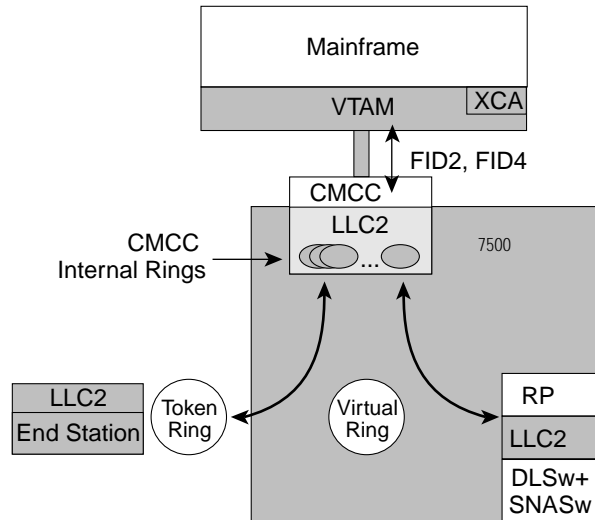 Mainframe
VTAM
XCA
FID2, FID4
CMCC
LLC2
7500
CMCC
Internal Rings
...
LLC2
End Station
Token
Ring
Virtual
Ring
RP
LLC2
DLSw+
SNASw